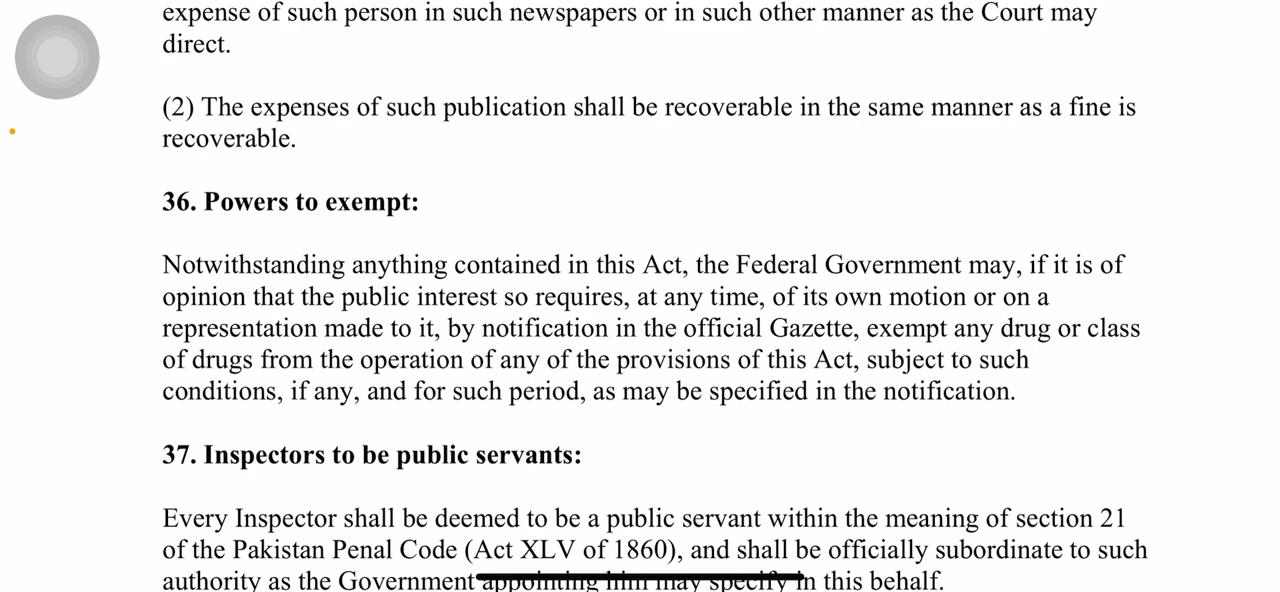 expense of such person in such newspapers or in such other manner as the Court may
direct.
(2) The expenses of such publication shall be recoverable in the same manner as a fine is
recoverable.
36. Powers to exempt:
Notwithstanding anything contained in this Act, the Federal Government may, if it is of
opinion that the public interest so requires, at any time, of its own motion or on a
representation made to it, by notification in the official Gazette, exempt any drug or class
of drugs from the operation of any of the provisions of this Act, subject to such
conditions, if any, and for such period, as may be specified in the notification.
37. Inspectors to be public servants:
Every Inspector shall be deemed to be a public servant within the meaning of section 21
of the Pakistan Penal Code (Act XLV of 1860), and shall be officially subordinate to such
authority as the Government appointing him may specify in this behalf.